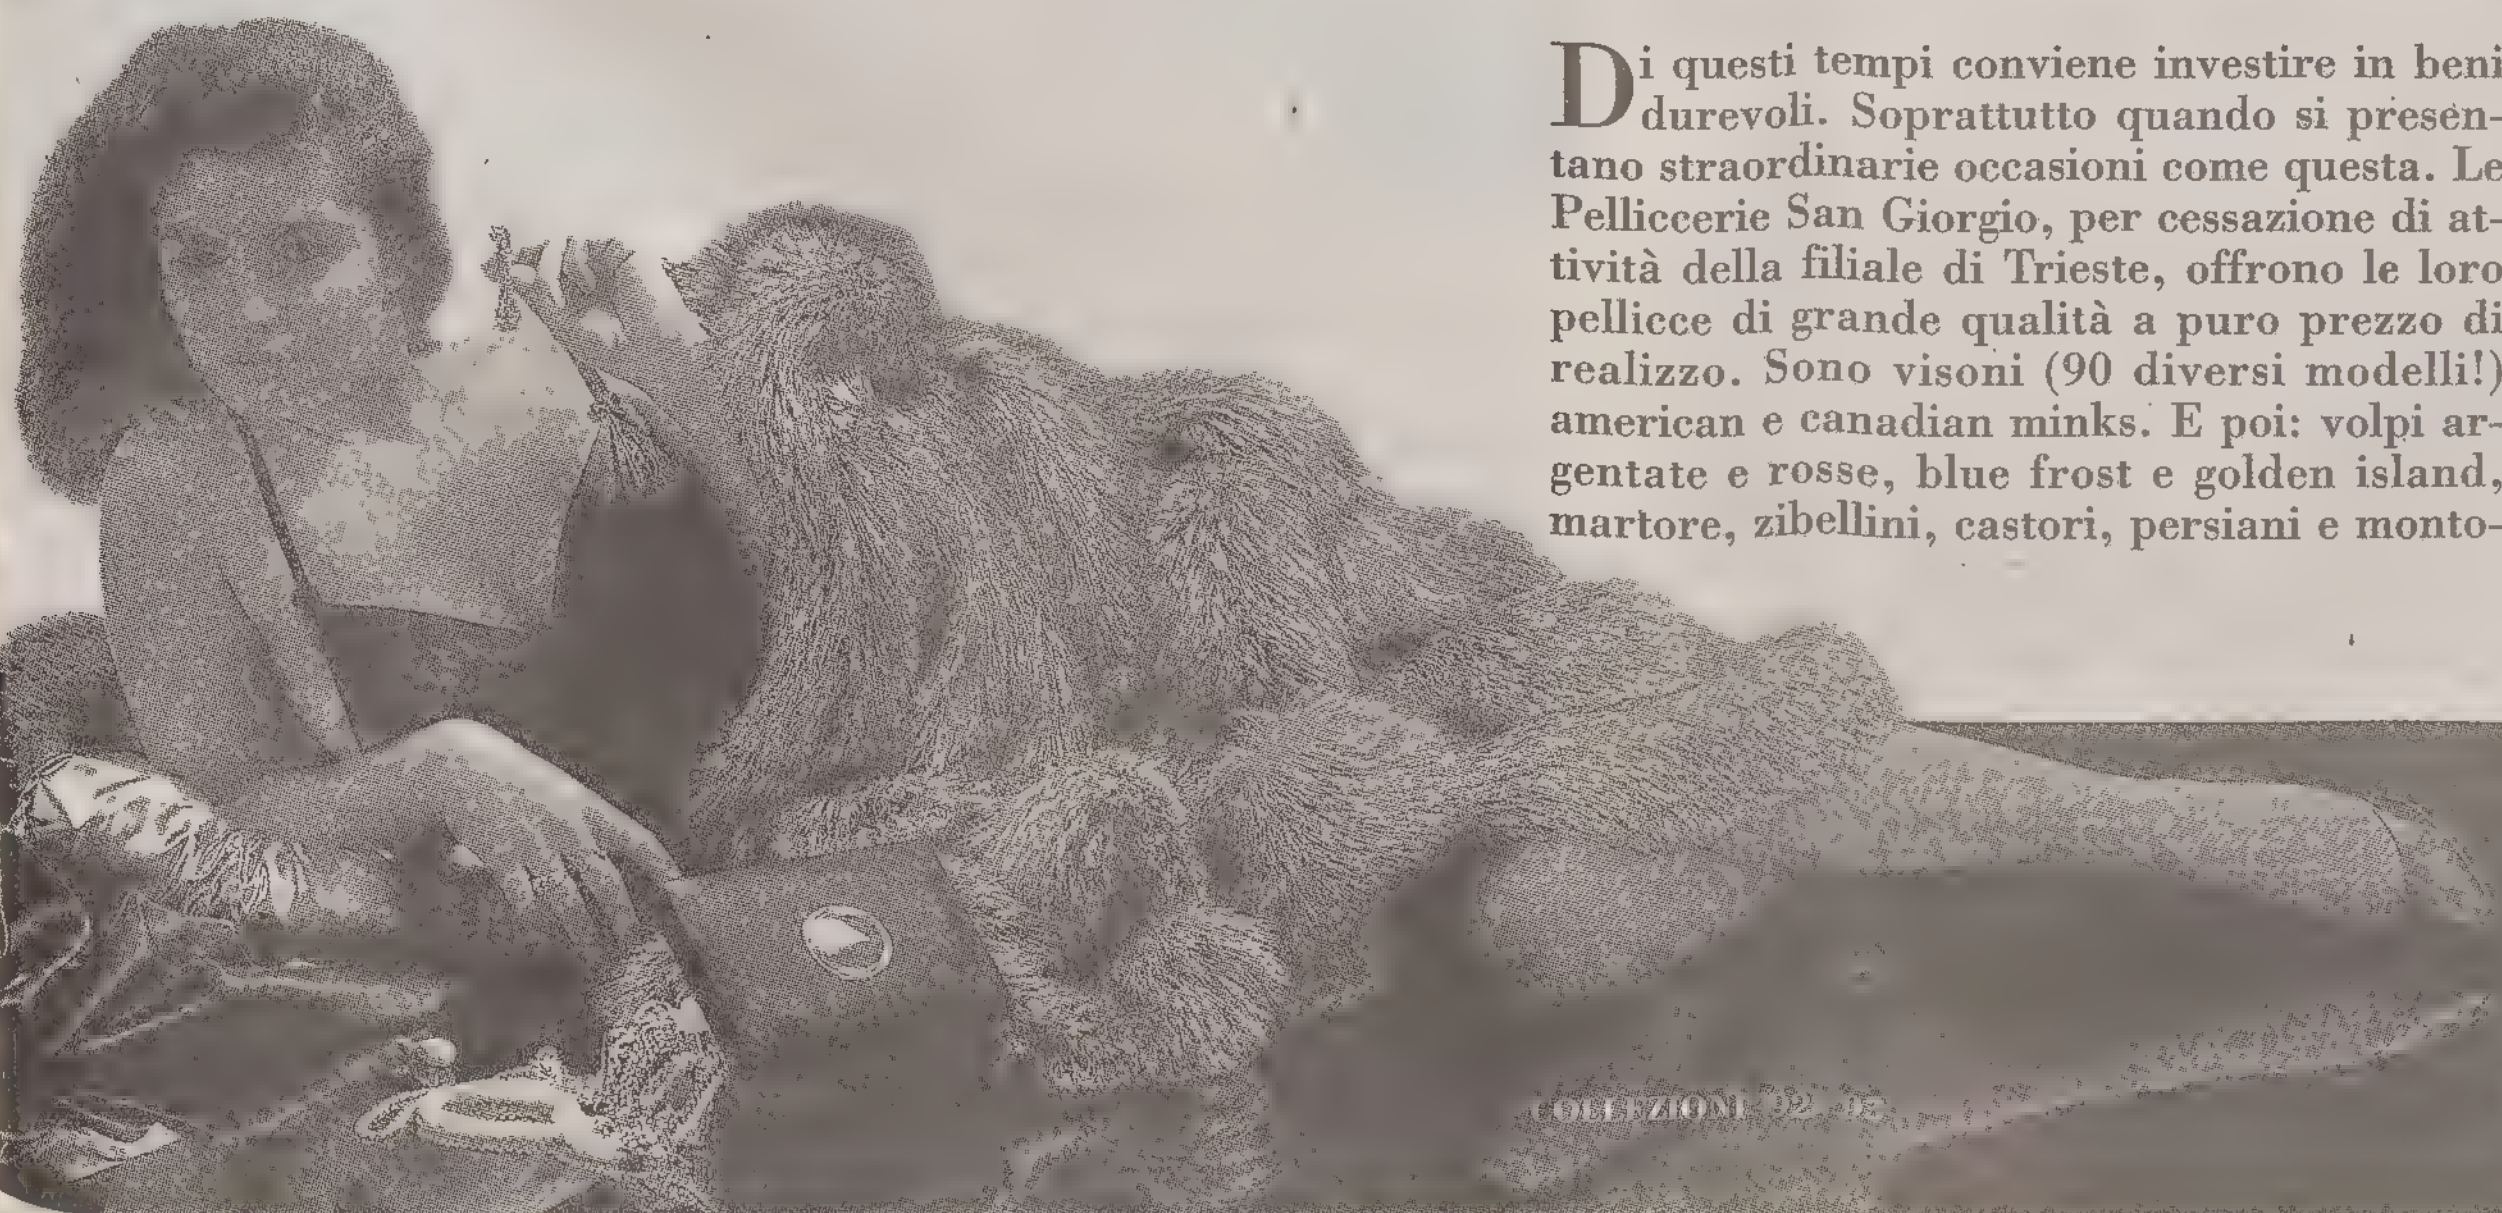 Di questi tempi conviene investire in beni
durevoli. Soprattutto quando si presen-
tano straordinarie occasioni come questa. Le
Pelliccerie San Giorgio, per cessazione di at-
tività della filiale di Trieste, offrono le loro
pellicce di grande qualità a puro prezzo di
realizzo. Sono visoni (90 diversi modelli!)
american e canadian minks. E poi: volpi ar-
gentate e rosse, blue frost e golden island,
martore, zibellini, castori, persiani e monto-
COLLEZIONI